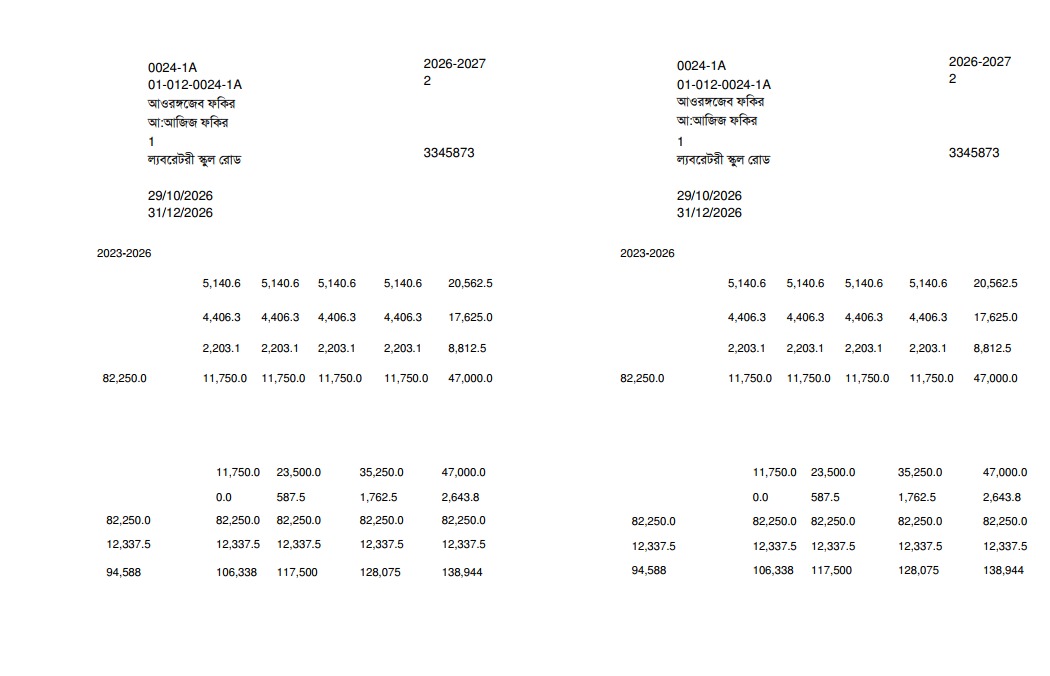 0024-1A
2026-2027
01-012-0024-1A
2
আওরঙ্গজেব ফকির
আ:আজিজ ফকির
1
3345873
ল্যবরেটরী স্কুল রোড
29/10/2026
31/12/2026
2023-2026
5,140.6 5,140.6 5,140.6 5,140.6 20,562.5
4,406.3 4,406.3 4,406.3 4,406.3 17,625.0
2,203.1 2,203.1 2,203.1 2,203.1 8,812.5
82,250.0 11,750.0 11,750.0 11,750.0 11,750.0 47,000.0
11,750.0 23,500.0 35,250.0 47,000.0
0.0 587.5 1,762.5 2,643.8
82,250.0 82,250.0 82,250.0 82,250.0 82,250.0
12,337.5 12,337.5 12,337.5 12,337.5 12,337.5
94,588 106,338 117,500 128,075 138,944
0024-1A
2026-2027
01-012-0024-1A
2
আওরঙ্গজেব ফকির
আ:আজিজ ফকির
1
3345873
ল্যবরেটরী স্কুল রোড
29/10/2026
31/12/2026
2023-2026
5,140.6 5,140.6 5,140.6 5,140.6 20,562.5
4,406.3 4,406.3 4,406.3 4,406.3 17,625.0
2,203.1 2,203.1 2,203.1 2,203.1 8,812.5
82,250.0 11,750.0 11,750.0 11,750.0 11,750.0 47,000.0
11,750.0 23,500.0 35,250.0 47,000.0
0.0 587.5 1,762.5 2,643.8
82,250.0 82,250.0 82,250.0 82,250.0 82,250.0
12,337.5 12,337.5 12,337.5 12,337.5 12,337.5
94,588 106,338 117,500 128,075 138,944